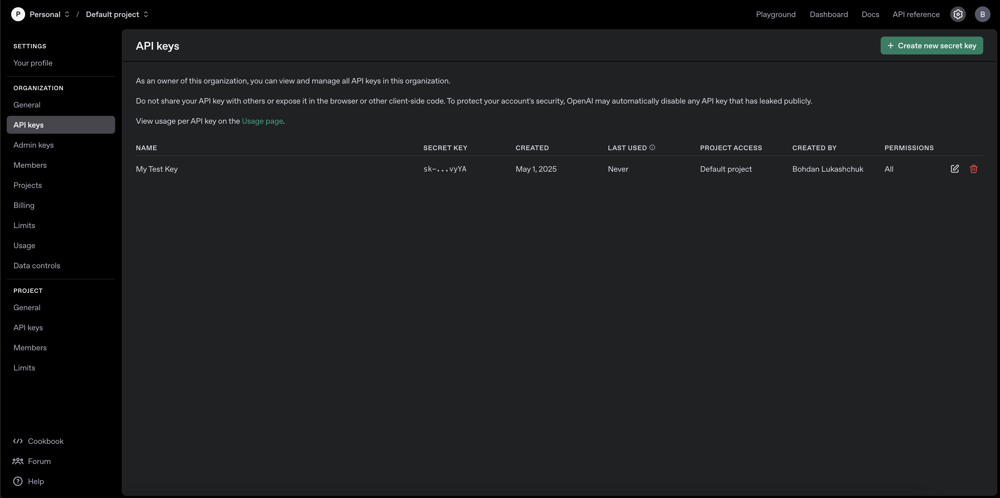 P Personal / Default project
Playground Dashboard Docs API reference B
SETTINGS
Your profile
ORGANIZATION
General
API keys
Admin keys
Members
Projects
Billing
Limits
Usage
Data controls
PROJECT
General
API keys
Members
Limits
Cookbook
Forum
Help
API keys
+ Create new secret key
As an owner of this organization, you can view and manage all API keys in this organization.
Do not share your API key with others or expose it in the browser or other client-side code. To protect your account's security, OpenAI may automatically disable any API key that has leaked publicly.
View usage per API key on the Usage page.
NAME SECRET KEY CREATED LAST USED PROJECT ACCESS CREATED BY PERMISSIONS
My Test Key sk-...vyYA May 1, 2025 Never Default project Bohdan Lukashchuk All